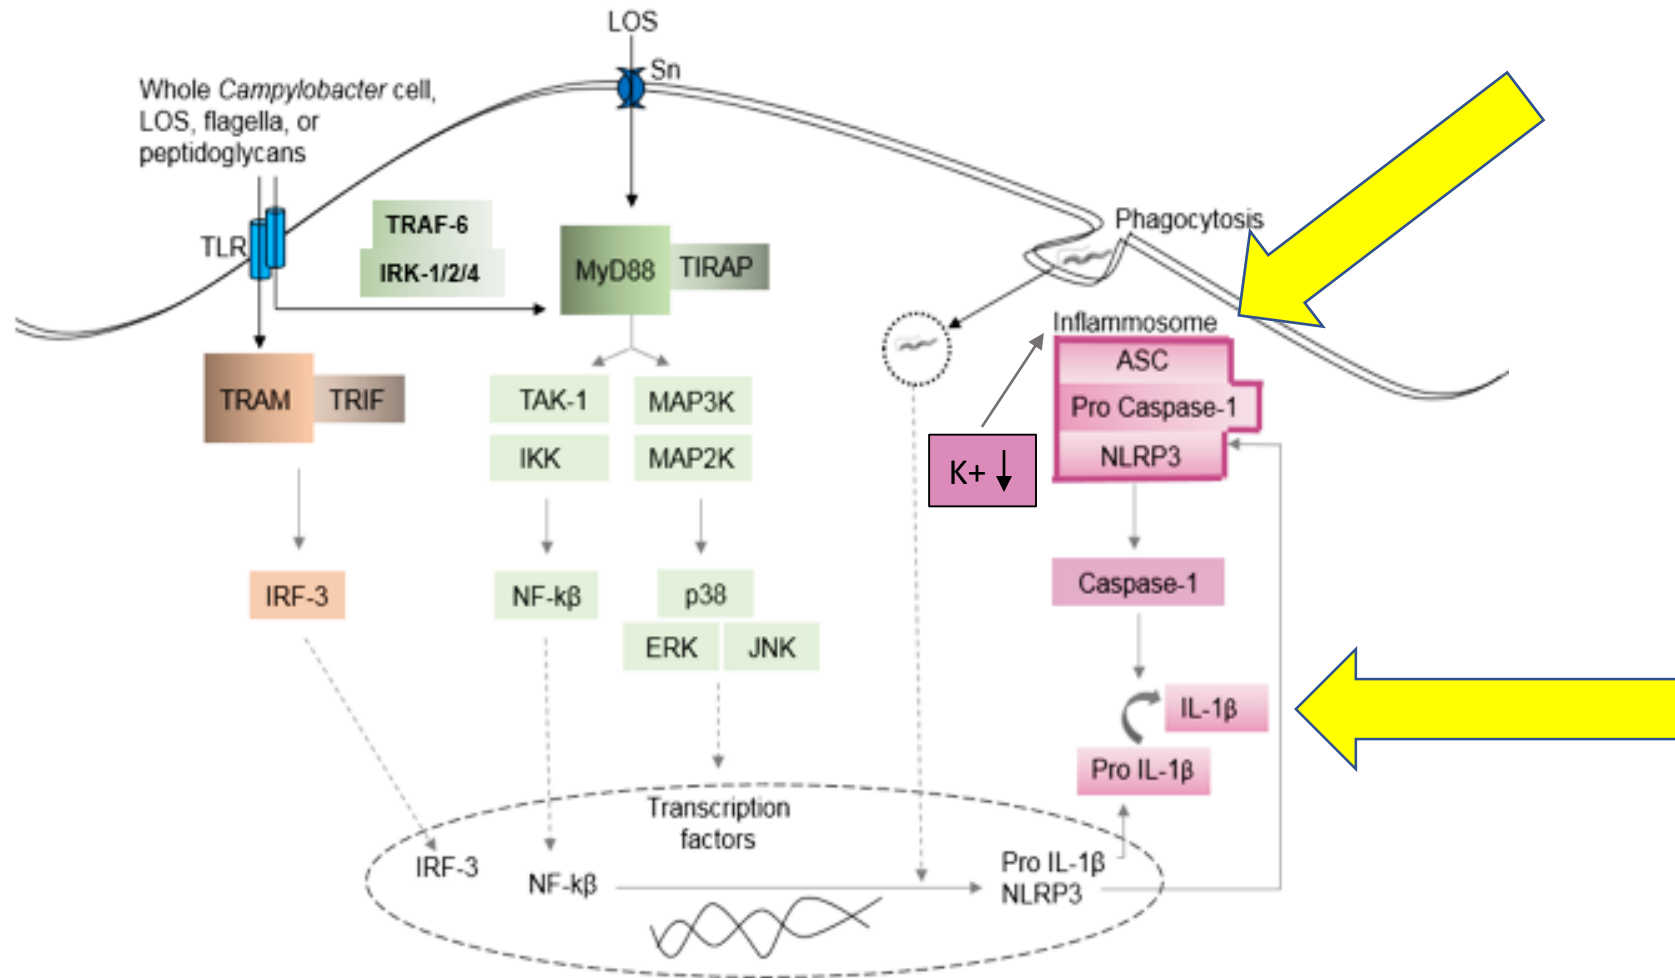 LOS
Sn
Whole Campylobacter cell,
LOS, flagella, or
peptidoglycans
TLR
TRAF-6
IRK-1/2/4
MyD88
TIRAP
Phagocytosis
TRAM
TRIF
TAK-1
IKK
MAP3K
MAP2K
Inflammosome
ASC
Pro Caspase-1
NLRP3
K+ ↓
IRF-3
NF-kβ
p38
ERK
JNK
Caspase-1
IL-1β
Pro IL-1β
Transcription
factors
IRF-3
NF-kβ
Pro IL-1β
NLRP3